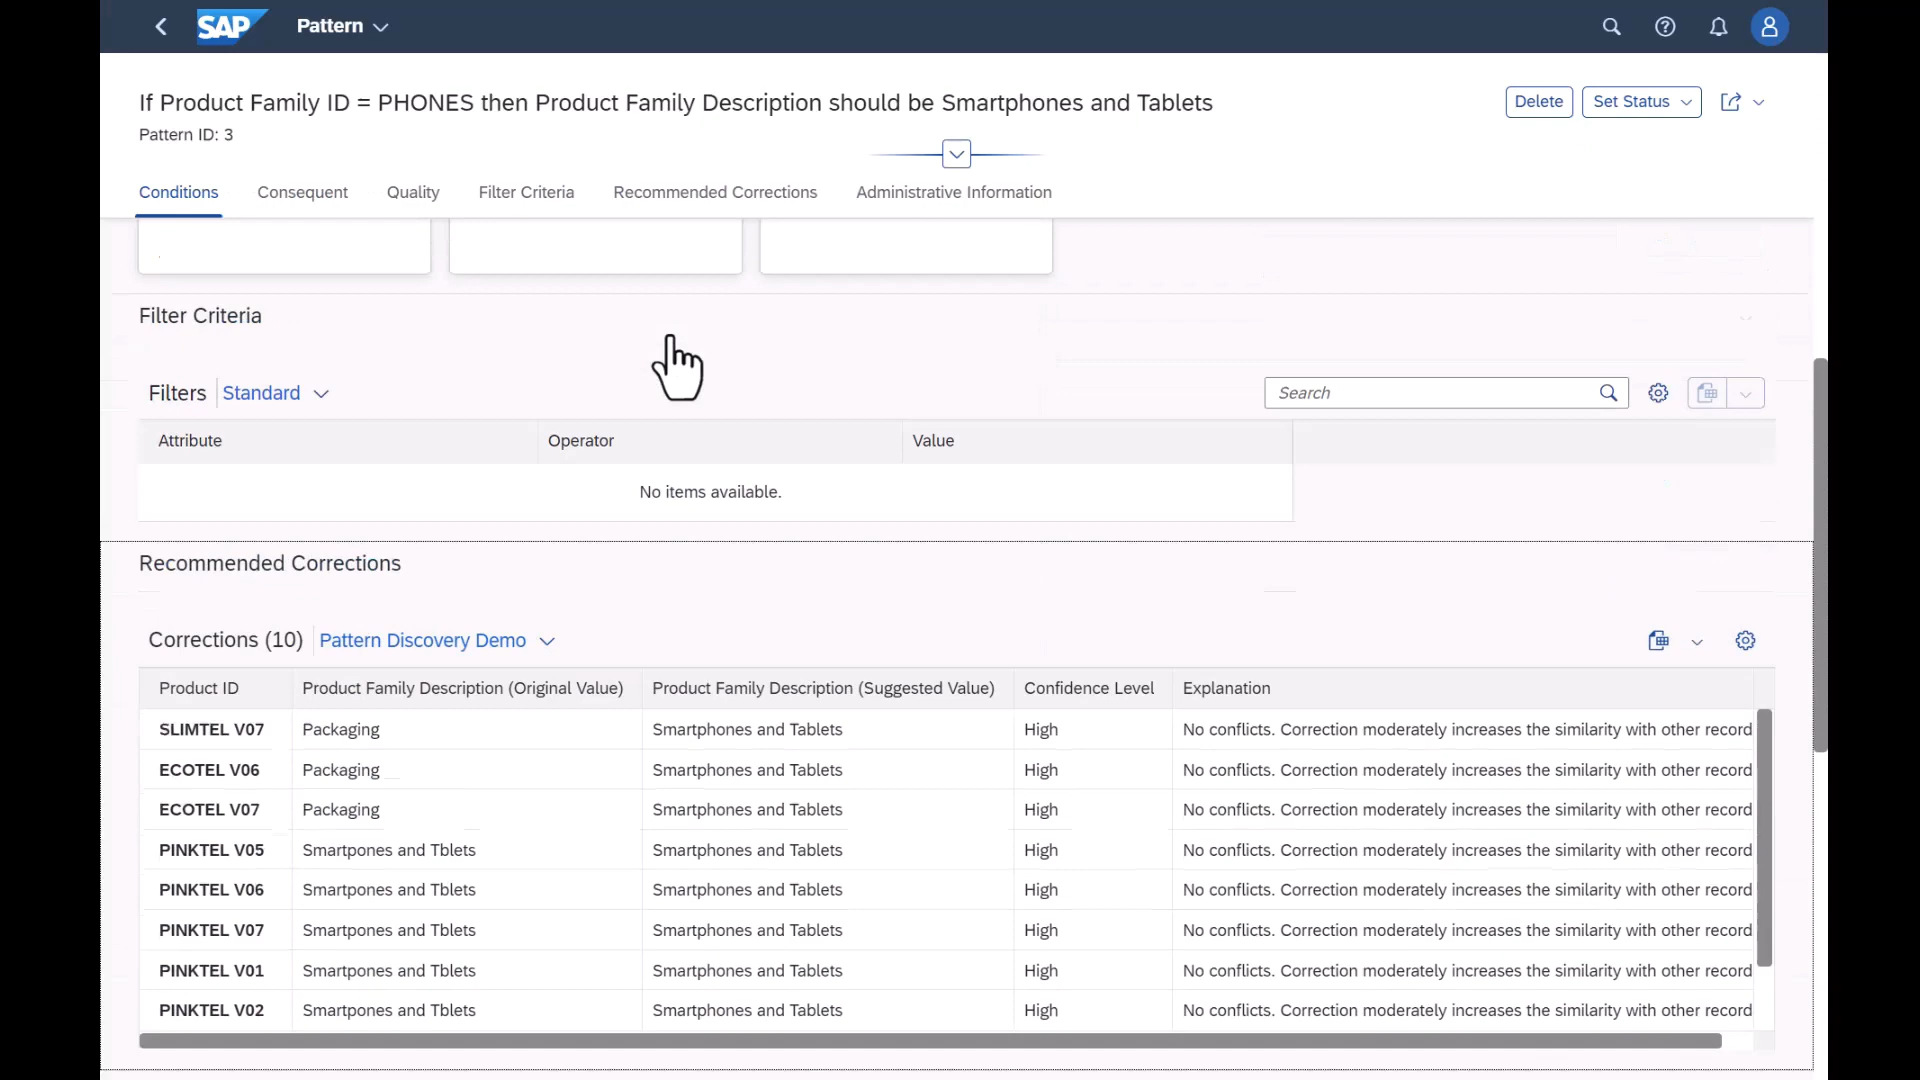 SAP Pattern
If Product Family ID = PHONES then Product Family Description should be Smartphones and Tablets
Delete Set Status
Pattern ID: 3
Conditions Consequent Quality Filter Criteria Recommended Corrections Administrative Information
Filter Criteria
Filters Standard Search
Attribute Operator Value
No items available.
Recommended Corrections
Corrections (10) Pattern Discovery Demo
Product ID Product Family Description (Original Value) Product Family Description (Suggested Value) Confidence Level Explanation
SLIMTEL V07 Packaging Smartphones and Tablets High No conflicts. Correction moderately increases the similarity with other record
ECOTEL V06 Packaging Smartphones and Tablets High No conflicts. Correction moderately increases the similarity with other record
ECOTEL V07 Packaging Smartphones and Tablets High No conflicts. Correction moderately increases the similarity with other record
PINKTEL V05 Smartpones and Tblets Smartphones and Tablets High No conflicts. Correction moderately increases the similarity with other record
PINKTEL V06 Smartpones and Tblets Smartphones and Tablets High No conflicts. Correction moderately increases the similarity with other record
PINKTEL V07 Smartpones and Tblets Smartphones and Tablets High No conflicts. Correction moderately increases the similarity with other record
PINKTEL V01 Smartpones and Tblets Smartphones and Tablets High No conflicts. Correction moderately increases the similarity with other record
PINKTEL V02 Smartpones and Tblets Smartphones and Tablets High No conflicts. Correction moderately increases the similarity with other record